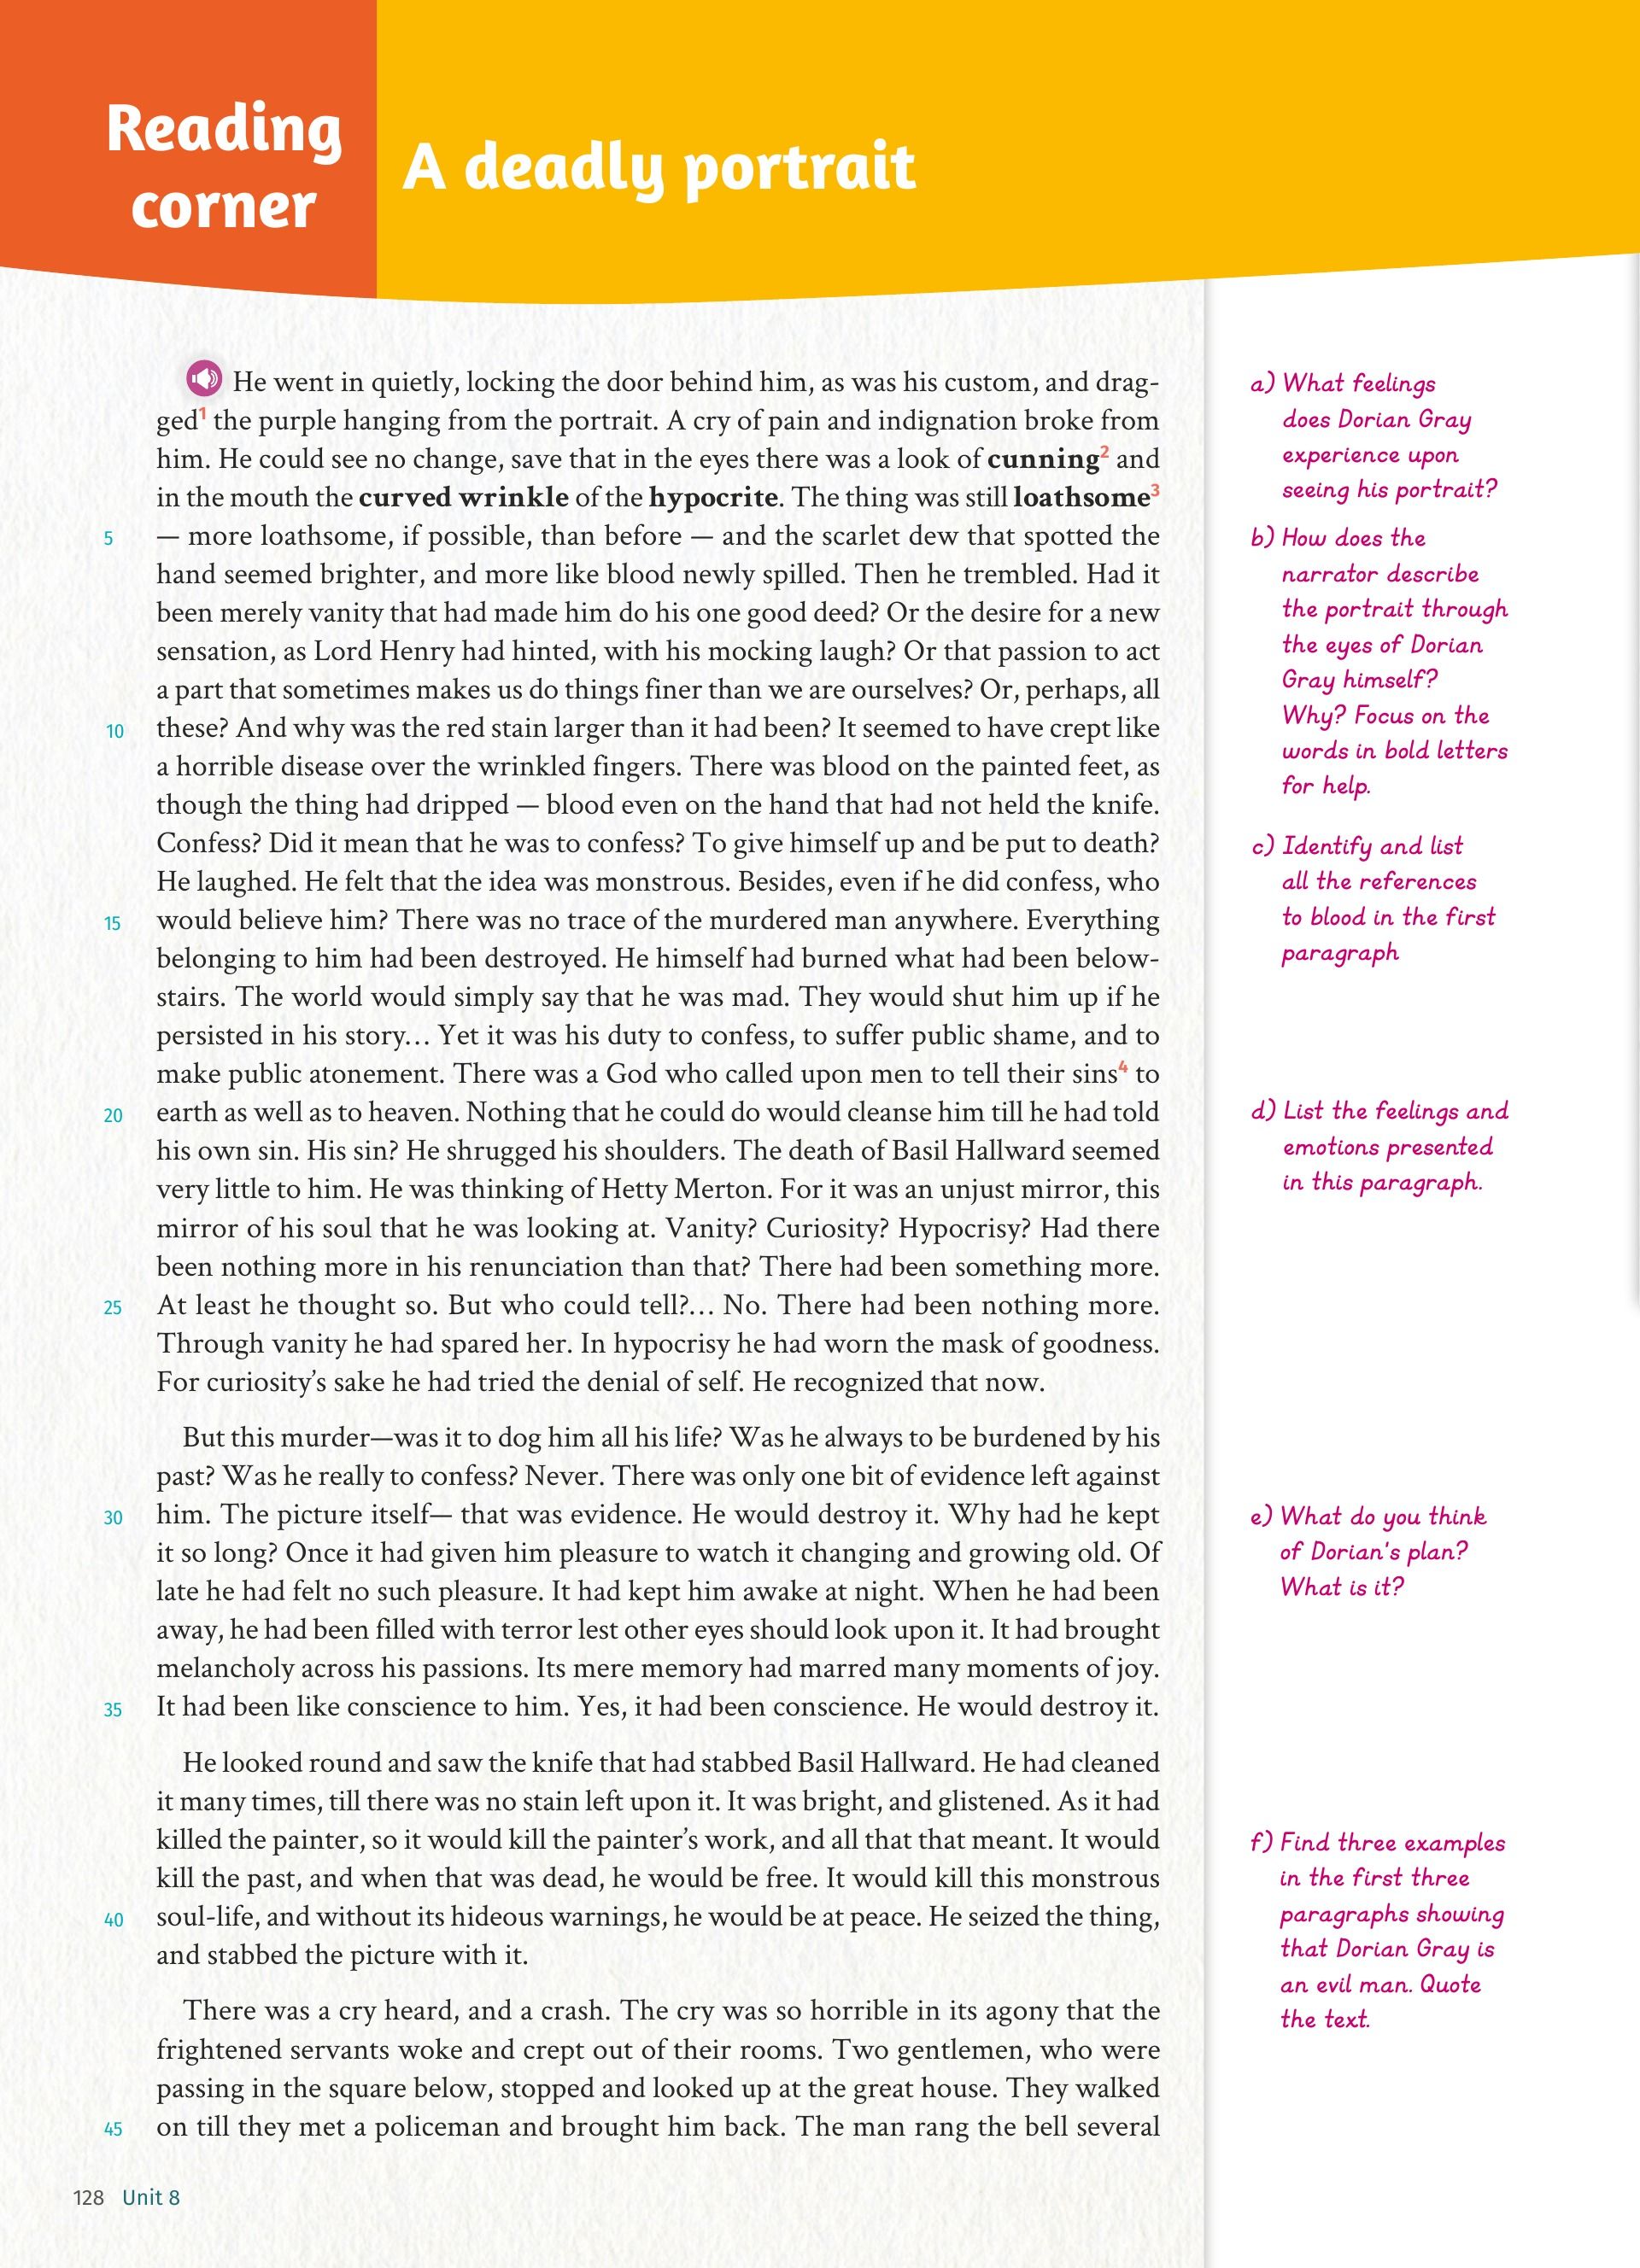 Reading
corner
A deadly portrait
He went in quietly, locking the door behind him, as was his custom, and drag-
ged1 the purple hanging from the portrait. A cry of pain and indignation broke from
him. He could see no change, save that in the eyes there was a look of cunning2 and
in the mouth the curved wrinkle of the hypocrite. The thing was still loathsome3
5 — more loathsome, if possible, than before — and the scarlet dew that spotted the
hand seemed brighter, and more like blood newly spilled. Then he trembled. Had it
been merely vanity that had made him do his one good deed? Or the desire for a new
sensation, as Lord Henry had hinted, with his mocking laugh? Or that passion to act
a part that sometimes makes us do things finer than we are ourselves? Or, perhaps, all
10 these? And why was the red stain larger than it had been? It seemed to have crept like
a horrible disease over the wrinkled fingers. There was blood on the painted feet, as
though the thing had dripped — blood even on the hand that had not held the knife.
Confess? Did it mean that he was to confess? To give himself up and be put to death?
He laughed. He felt that the idea was monstrous. Besides, even if he did confess, who
15 would believe him? There was no trace of the murdered man anywhere. Everything
belonging to him had been destroyed. He himself had burned what had been below-
stairs. The world would simply say that he was mad. They would shut him up if he
persisted in his story… Yet it was his duty to confess, to suffer public shame, and to
make public atonement. There was a God who called upon men to tell their sins4 to
20 earth as well as to heaven. Nothing that he could do would cleanse him till he had told
his own sin. His sin? He shrugged his shoulders. The death of Basil Hallward seemed
very little to him. He was thinking of Hetty Merton. For it was an unjust mirror, this
mirror of his soul that he was looking at. Vanity? Curiosity? Hypocrisy? Had there
been nothing more in his renunciation than that? There had been something more.
25 At least he thought so. But who could tell?… No. There had been nothing more.
Through vanity he had spared her. In hypocrisy he had worn the mask of goodness.
For curiosity’s sake he had tried the denial of self. He recognized that now.
But this murder—was it to dog him all his life? Was he always to be burdened by his
past? Was he really to confess? Never. There was only one bit of evidence left against
30 him. The picture itself— that was evidence. He would destroy it. Why had he kept
it so long? Once it had given him pleasure to watch it changing and growing old. Of
late he had felt no such pleasure. It had kept him awake at night. When he had been
away, he had been filled with terror lest other eyes should look upon it. It had brought
melancholy across his passions. Its mere memory had marred many moments of joy.
35 It had been like conscience to him. Yes, it had been conscience. He would destroy it.
He looked round and saw the knife that had stabbed Basil Hallward. He had cleaned
it many times, till there was no stain left upon it. It was bright, and glistened. As it had
killed the painter, so it would kill the painter’s work, and all that that meant. It would
kill the past, and when that was dead, he would be free. It would kill this monstrous
40 soul-life, and without its hideous warnings, he would be at peace. He seized the thing,
and stabbed the picture with it.
There was a cry heard, and a crash. The cry was so horrible in its agony that the
frightened servants woke and crept out of their rooms. Two gentlemen, who were
passing in the square below, stopped and looked up at the great house. They walked
45 on till they met a policeman and brought him back. The man rang the bell several
a) What feelings
does Dorian Gray
experience upon
seeing his portrait?
b) How does the
narrator describe
the portrait through
the eyes of Dorian
Gray himself?
Why? Focus on the
words in bold letters
for help.
c) Identify and list
all the references
to blood in the first
paragraph
d) List the feelings and
emotions presented
in this paragraph.
e) What do you think
of Dorian's plan?
What is it?
f) Find three examples
in the first three
paragraphs showing
that Dorian Gray is
an evil man. Quote
the text.
128 Unit 8